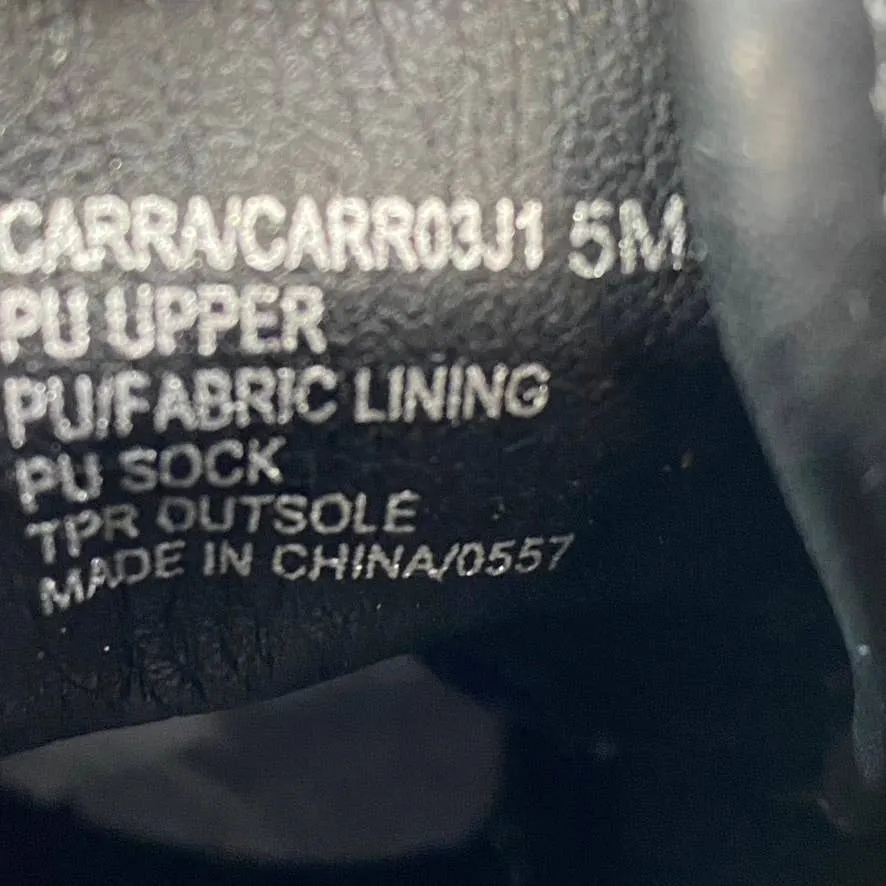 CARRA/CARR03J1 5M
PU UPPER
PU/FABRIC LINING
PU SOCK
TPR OUTSOLE
MADE IN CHINA/0557